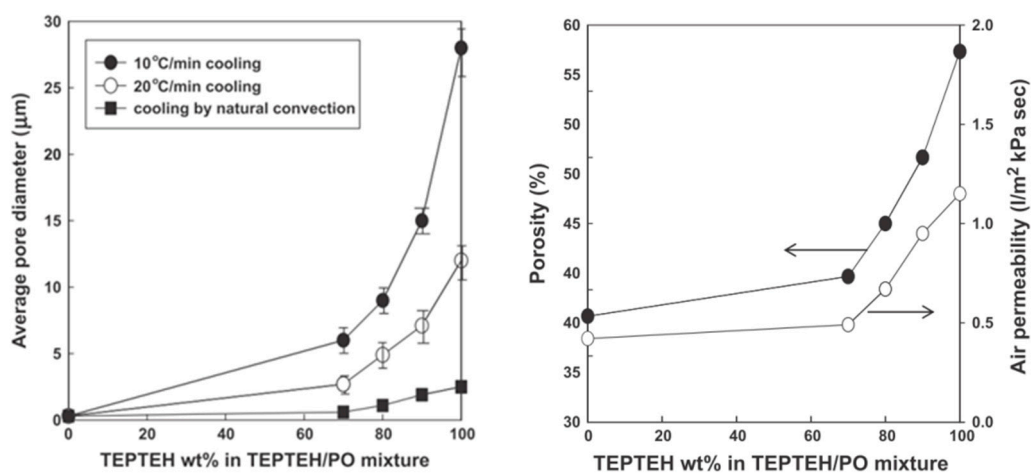 30
25
20
15
10
5
0
Average pore diameter (μm)
10°C/min cooling
20°C/min cooling
cooling by natural convection
0 20 40 60 80 100
TEPTEH wt% in TEPTEH/PO mixture
60
55
50
50
45
40
40
35
30
Porosity (%)
2.0
1.5
1.0
0.5
0.0
Air permeability (l/m² kPa sec)
0 20 40 60 80 100
TEPTEH wt% in TEPTEH/PO mixture